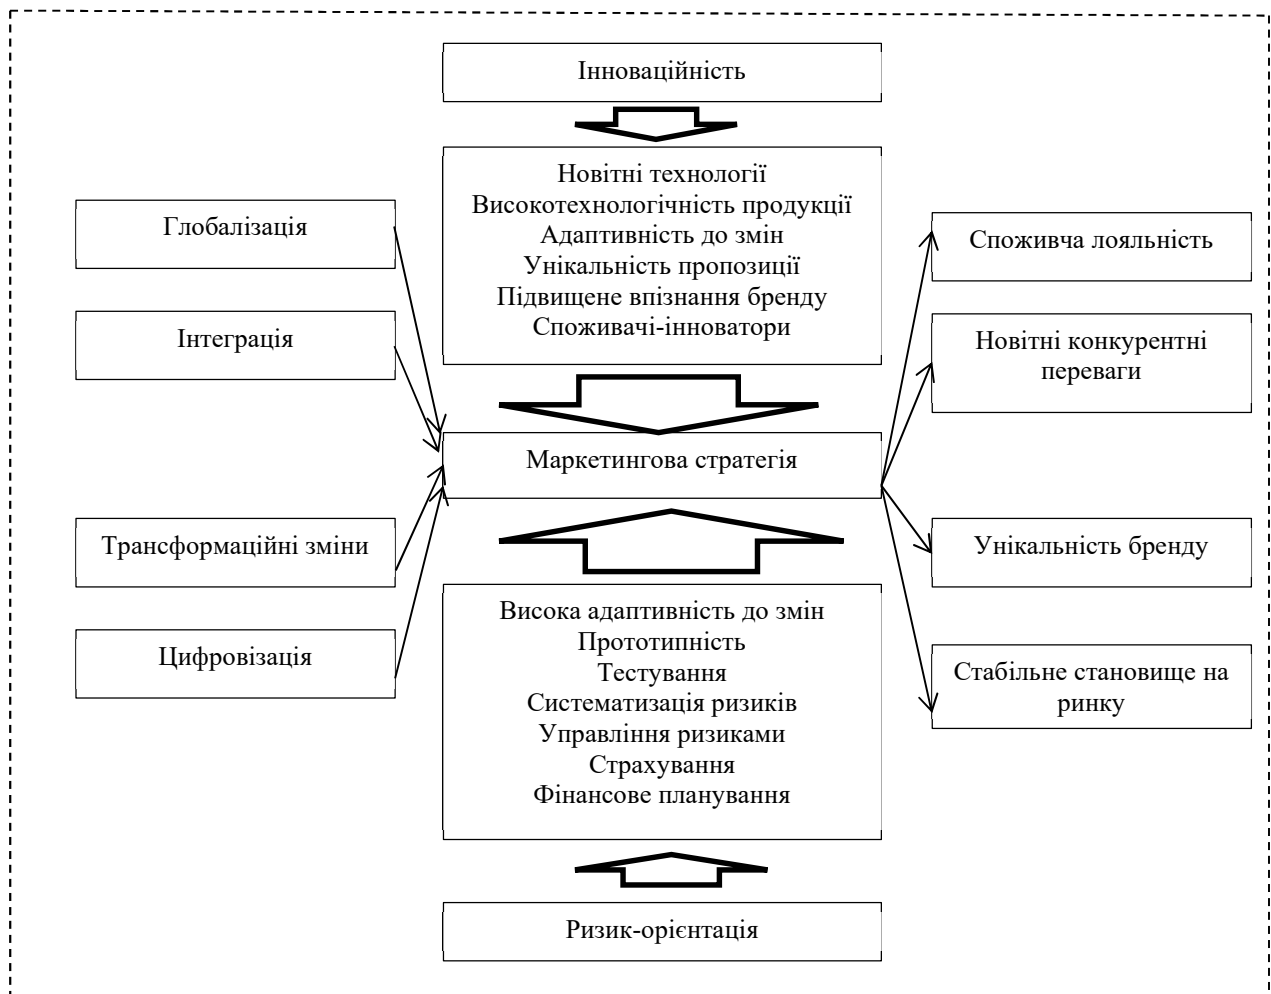 Інноваційність
Новітні технології
Високотехнологічність продукції
Адаптивність до змін
Унікальність пропозиції
Підвищене впізнання бренду
Споживачі-інноватори
Глобалізація
Інтеграція
Трансформаційні зміни
Цифровізація
Маркетингова стратегія
Споживча лояльність
Новітні конкурентні
переваги
Унікальність бренду
Стабільне становище на
ринку
Висока адаптивність до змін
Прототипність
Тестування
Систематизація ризиків
Управління ризиками
Страхування
Фінансове планування
Ризик-орієнтація